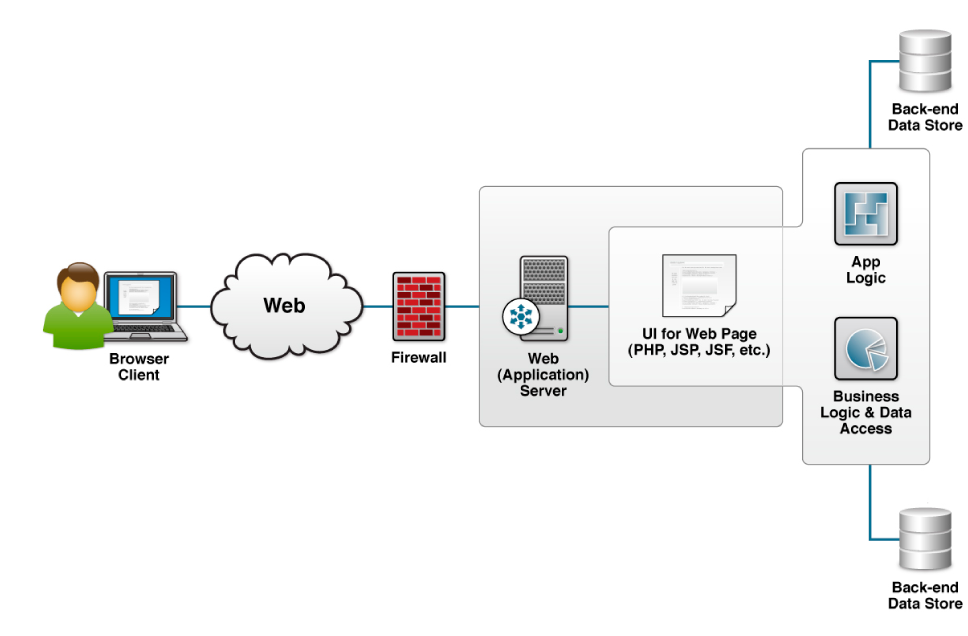 Back-end
Data Store
App
Logic
Web
UI for Web Page
(PHP, JSP, JSF, etc.)
Browser
Client
Firewall
Web
(Application)
Server
Business
Logic & Data
Access
Back-end
Data Store